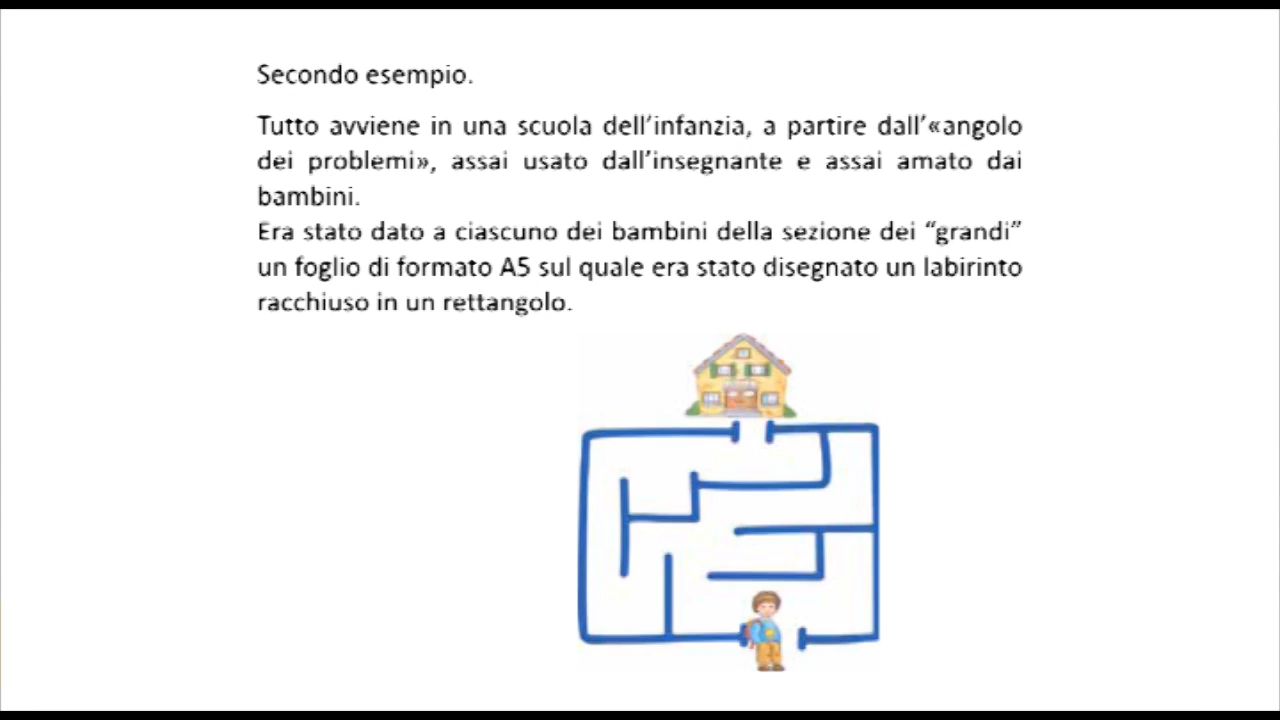 Secondo esempio.
Tutto avviene in una scuola dell'infanzia, a partire dall'«angolo
dei problemi», assai usato dall'insegnante e assai amato dai
bambini.
Era stato dato a ciascuno dei bambini della sezione dei “grandi”
un foglio di formato A5 sul quale era stato disegnato un labirinto
racchiuso in un rettangolo.